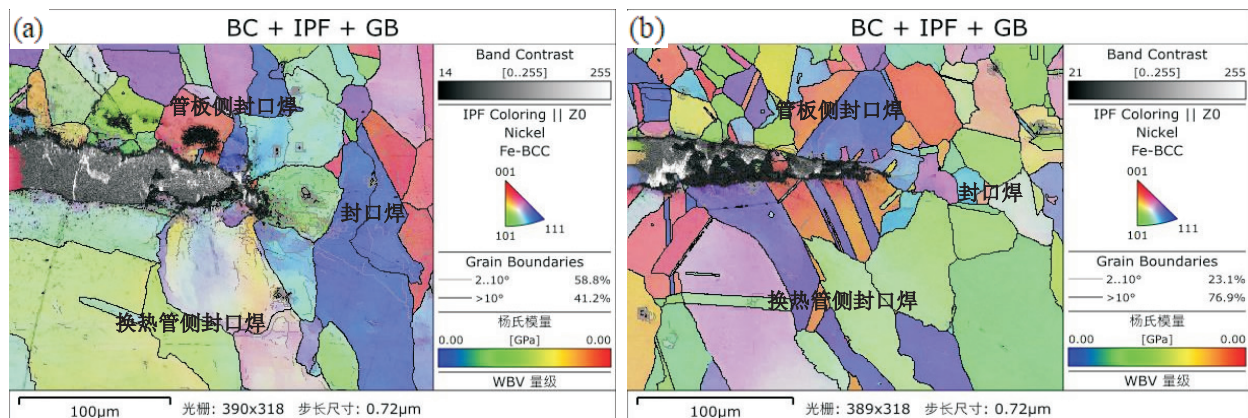 (a)
BC + IPF + GB
管板侧封口焊
封口焊
换热管侧封口焊
Band Contrast
14 [0..255] 255
IPF Coloring || Z0
Nickel
Fe-BCC
001
101 111
Grain Boundaries
2..10° 58.8%
>10° 41.2%
杨氏模量
0.00 [GPa] 0.00
WBV 量级
100μm 光栅: 390x318 步长尺寸: 0.72μm
(b)
BC + IPF + GB
管板侧封口焊
封口焊
换热管侧封口焊
Band Contrast
21 [0..255] 255
IPF Coloring || Z0
Nickel
Fe-BCC
001
101 111
Grain Boundaries
2..10° 23.1%
>10° 76.9%
杨氏模量
0.00 [GPa] 0.00
WBV 量级
100μm 光栅: 389x318 步长尺寸: 0.72μm